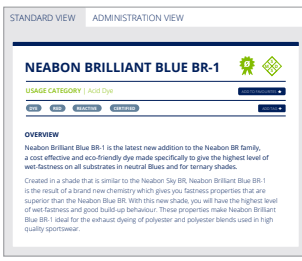 STANDARD VIEW ADMINISTRATION VIEW
NEABON BRILLIANT BLUE BR-1
USAGE CATEGORY | Acid Dye
ADD TO FAVOURITES
DYE RED REACTIVE CERTIFIED
ADD TAG
OVERVIEW
Neabon Brilliant Blue BR-1 is the latest new addition to the Neabon BR family,
a cost effective and eco-friendly dye made specifically to give the highest level of
wet-fastness on all substrates in neutral Blues and for ternary shades.
Created in a shade that is similar to the Neabon Sky BR, Neabon Brilliant Blue BR-1
is the result of a brand new chemistry which gives you fastness properties that are
superior than the Neabon Blue BR. With this new shade, you will have the highest level
of wet-fastness and good build-up behaviour. These properties make Neabon Brilliant
Blue BR-1 ideal for the exhaust dyeing of polyester and polyester blends used in high
quality sportswear.